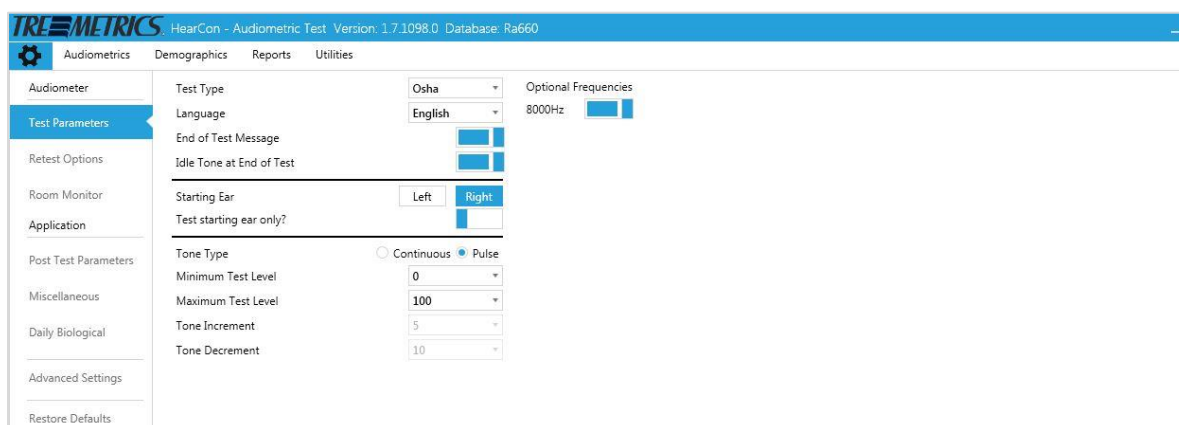 TREMETRICS. HearCon - Audiometric Test Version: 1.7.1098.0 Database: Ra660
Audiometrics Demographics Reports Utilities
Audiometer
Test Parameters
Retest Options
Room Monitor
Application
Post Test Parameters
Miscellaneous
Daily Biological
Advanced Settings
Restore Defaults
Test Type Osha
Language English
End of Test Message
Idle Tone at End of Test
Starting Ear Left Right
Test starting ear only?
Tone Type Continuous Pulse
Minimum Test Level 0
Maximum Test Level 100
Tone Increment 5
Tone Decrement 10
Optional Frequencies
8000Hz